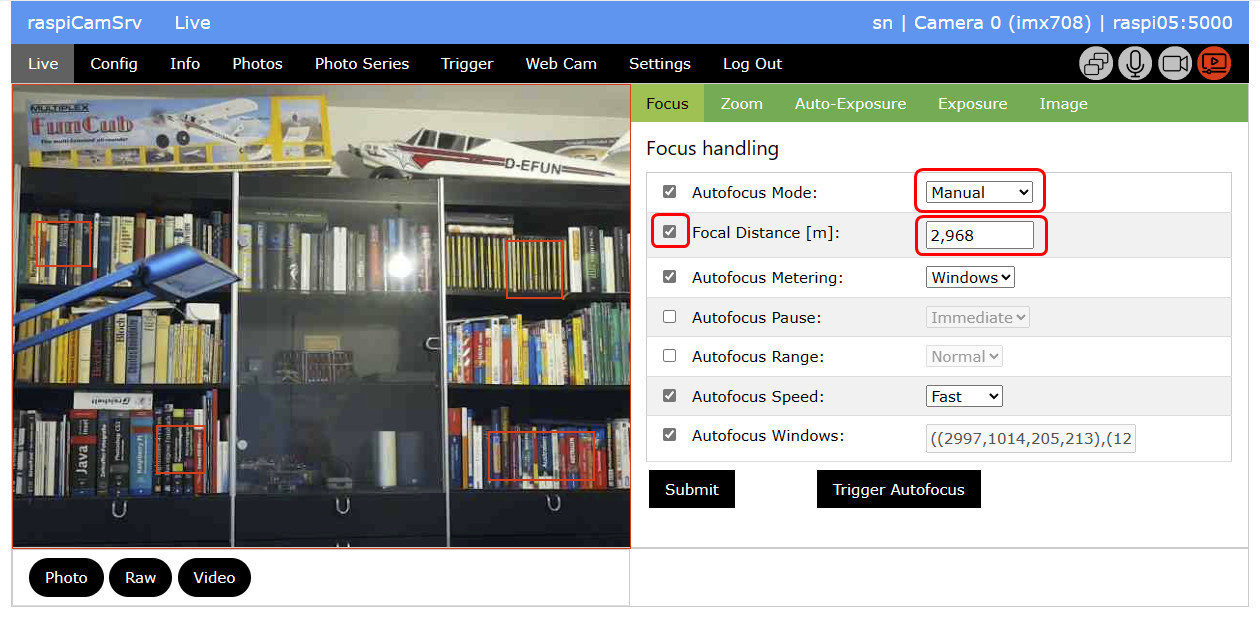 raspiCamSrv Live sn | Camera 0 (imx708) | raspi05:5000
Live Config Info Photos Photo Series Trigger Web Cam Settings Log Out
Focus Zoom Auto-Exposure Exposure Image
MULTIPLEX
FunCub
D-EFUN
Java
Focus handling
Autofocus Mode: Manual
Focal Distance [m]: 2,968
Autofocus Metering: Windows
Autofocus Pause: Immediate
Autofocus Range: Normal
Autofocus Speed: Fast
Autofocus Windows: ((2997,1014,205,213),(12
Submit Trigger Autofocus
Photo Raw Video